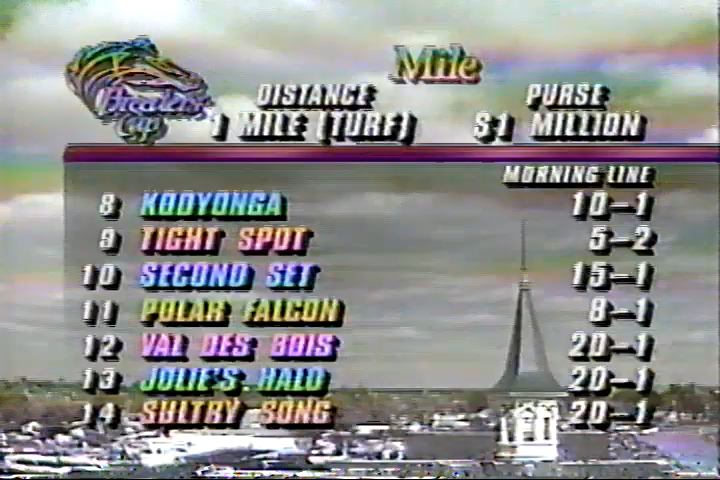 Breeders' Cup
Mile
DISTANCE PURSE
1 MILE (TURF) $1 MILLION
MORNING LINE
8 KOOYONGA 10-1
9 TIGHT SPOT 5-2
10 SECOND SET 15-1
11 POLAR FALCON 8-1
12 VAL DES BOIS 20-1
13 JOLIE'S HALO 20-1
14 SULTRY SONG 20-1